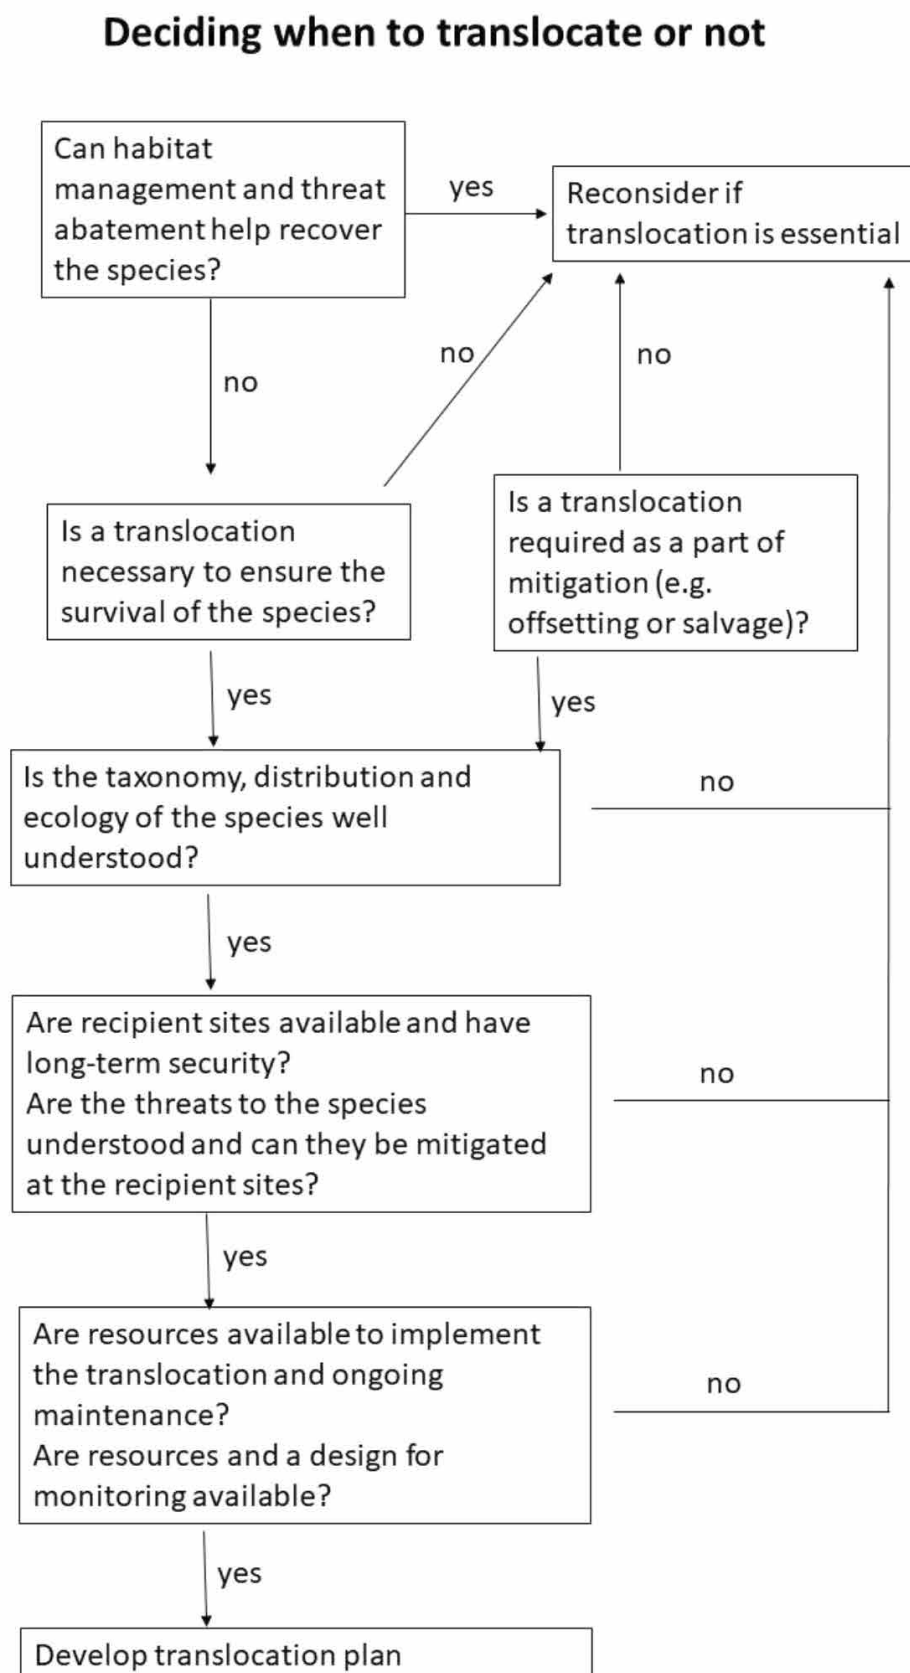 Deciding when to translocate or not
Can habitat
management and threat
abatement help recover
the species?
yes
Reconsider if
translocation is essential
no
no
no
Is a translocation
necessary to ensure the
survival of the species?
Is a translocation
required as a part of
mitigation (e.g.
offsetting or salvage)?
yes
yes
Is the taxonomy, distribution and
ecology of the species well
understood?
no
yes
Are recipient sites available and have
long-term security?
Are the threats to the species
understood and can they be mitigated
at the recipient sites?
no
yes
Are resources available to implement
the translocation and ongoing
maintenance?
Are resources and a design for
monitoring available?
no
yes
Develop translocation plan